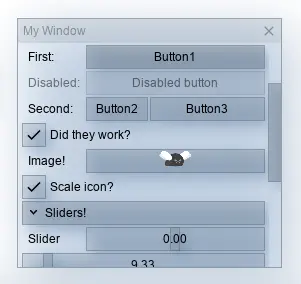 My Window
First: Button1
Disabled: Disabled button
Second: Button2 Button3
Did they work?
Image!
Scale icon?
Sliders!
Slider 0.00
9.33